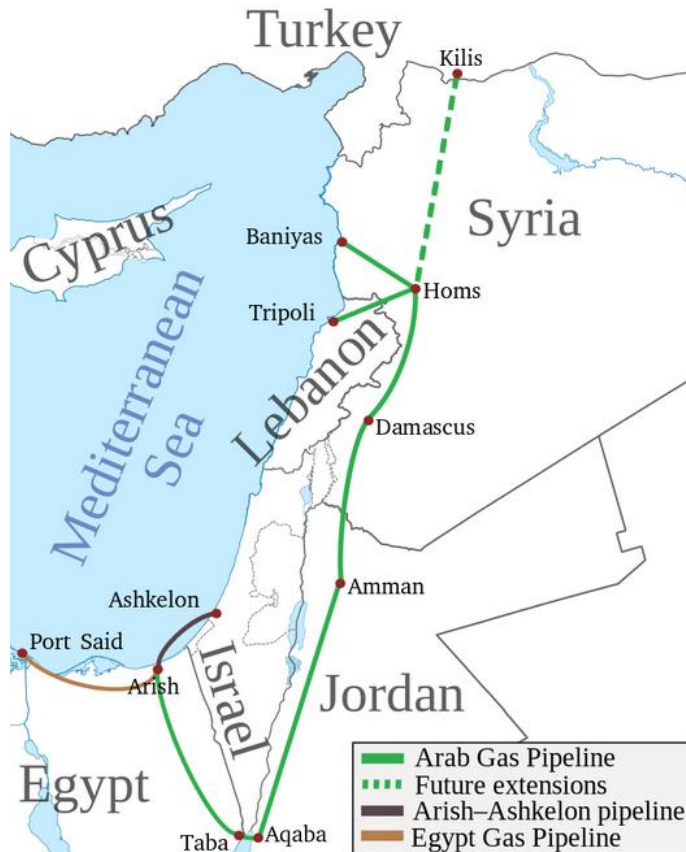 Turkey
Kilis
Syria
Cyprus
Baniyas
Homs
Tripoli
Mediterranean
Sea
Lebanon
Damascus
Amman
Ashkelon
Port Said
Arish
Israel
Jordan
Egypt
Taba
Aqaba
Arab Gas Pipeline
Future extensions
Arish–Ashkelon pipeline
Egypt Gas Pipeline